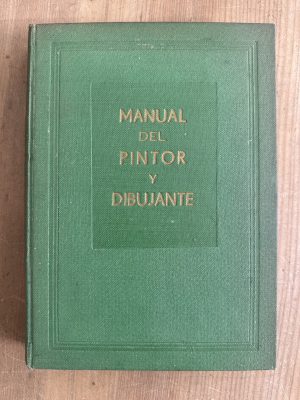 MANUAL
DEL
PINTOR
Y
DIBUJANTE